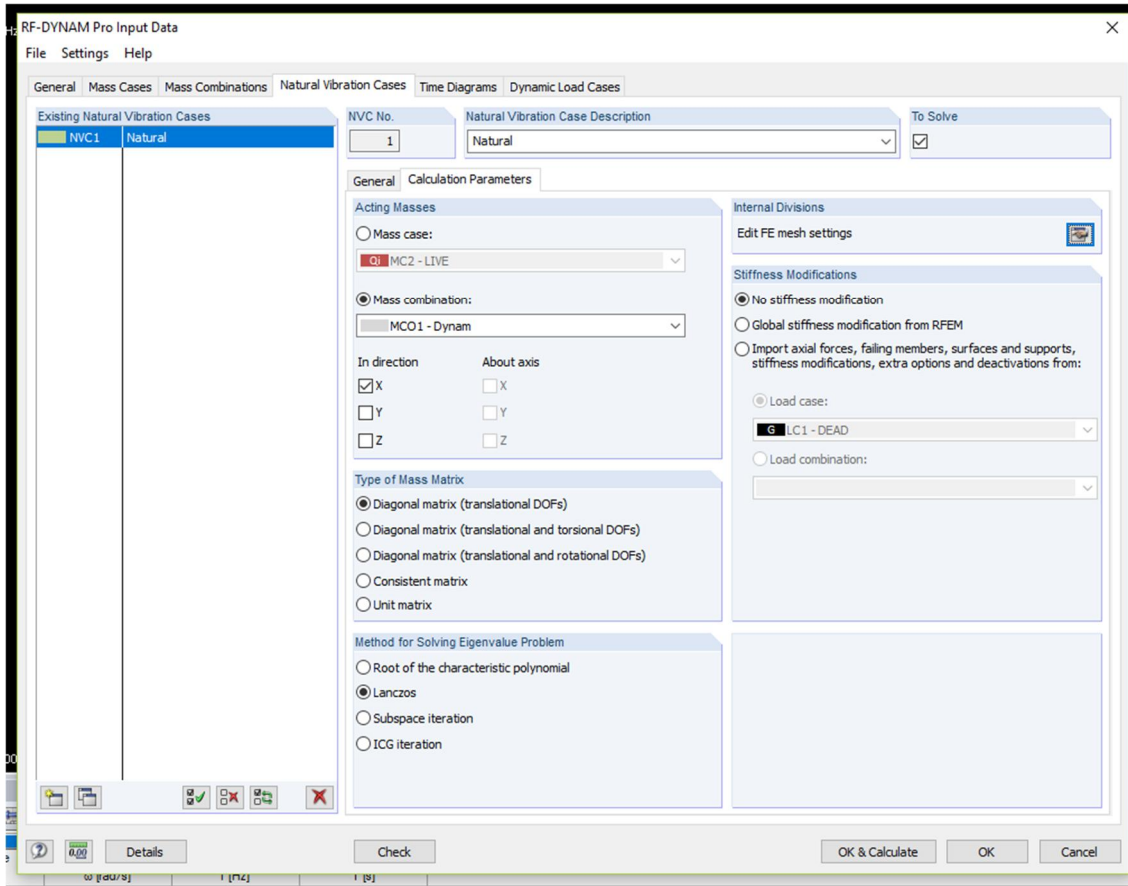 Hz
RF-DYNAM Pro Input Data
File Settings Help
General Mass Cases Mass Combinations Natural Vibration Cases Time Diagrams Dynamic Load Cases
Existing Natural Vibration Cases
NVC1 Natural
NVC No.
1
Natural Vibration Case Description
Natural
To Solve
General Calculation Parameters
Acting Masses
Mass case:
Qi MC2 - LIVE
Mass combination:
MCO1 - Dynam
In direction About axis
X X
Y Y
Z Z
Type of Mass Matrix
Diagonal matrix (translational DOFs)
Diagonal matrix (translational and torsional DOFs)
Diagonal matrix (translational and rotational DOFs)
Consistent matrix
Unit matrix
Method for Solving Eigenvalue Problem
Root of the characteristic polynomial
Lanczos
Subspace iteration
ICG iteration
Internal Divisions
Edit FE mesh settings
Stiffness Modifications
No stiffness modification
Global stiffness modification from RFEM
Import axial forces, failing members, surfaces and supports,
stiffness modifications, extra options and deactivations from:
Load case:
G LC1 - DEAD
Load combination:
0.00
Details Check OK & Calculate OK Cancel
ω [rad/s] f [Hz] T [s]